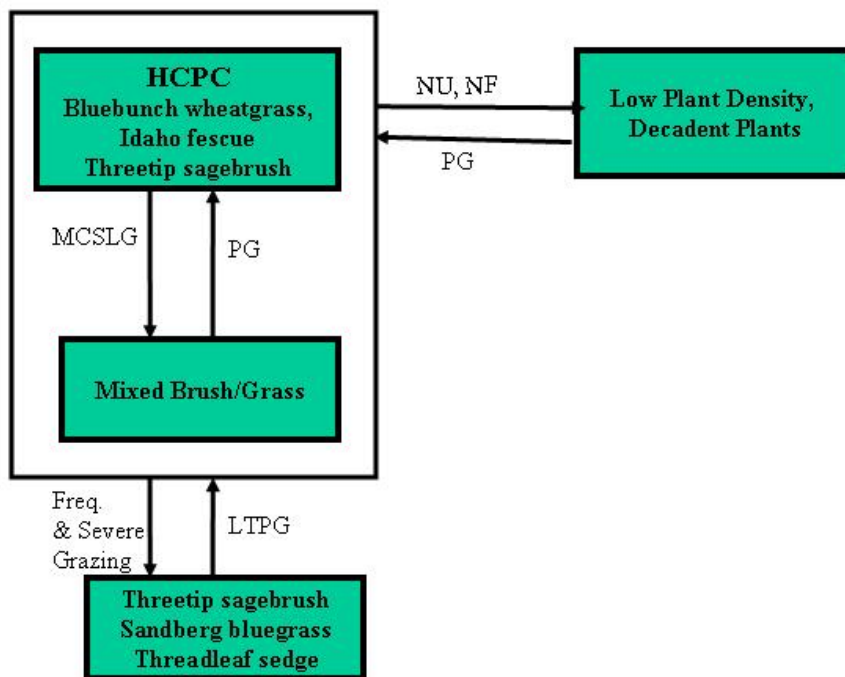 HCPC
Bluebunch wheatgrass,
Idaho fescue
Threetip sagebrush
NU, NF
PG
Low Plant Density,
Decadent Plants
MCSLG
PG
Mixed Brush/Grass
Freq.
& Severe
Grazing
LTPG
Threetip sagebrush
Sandberg bluegrass
Threadleaf sedge